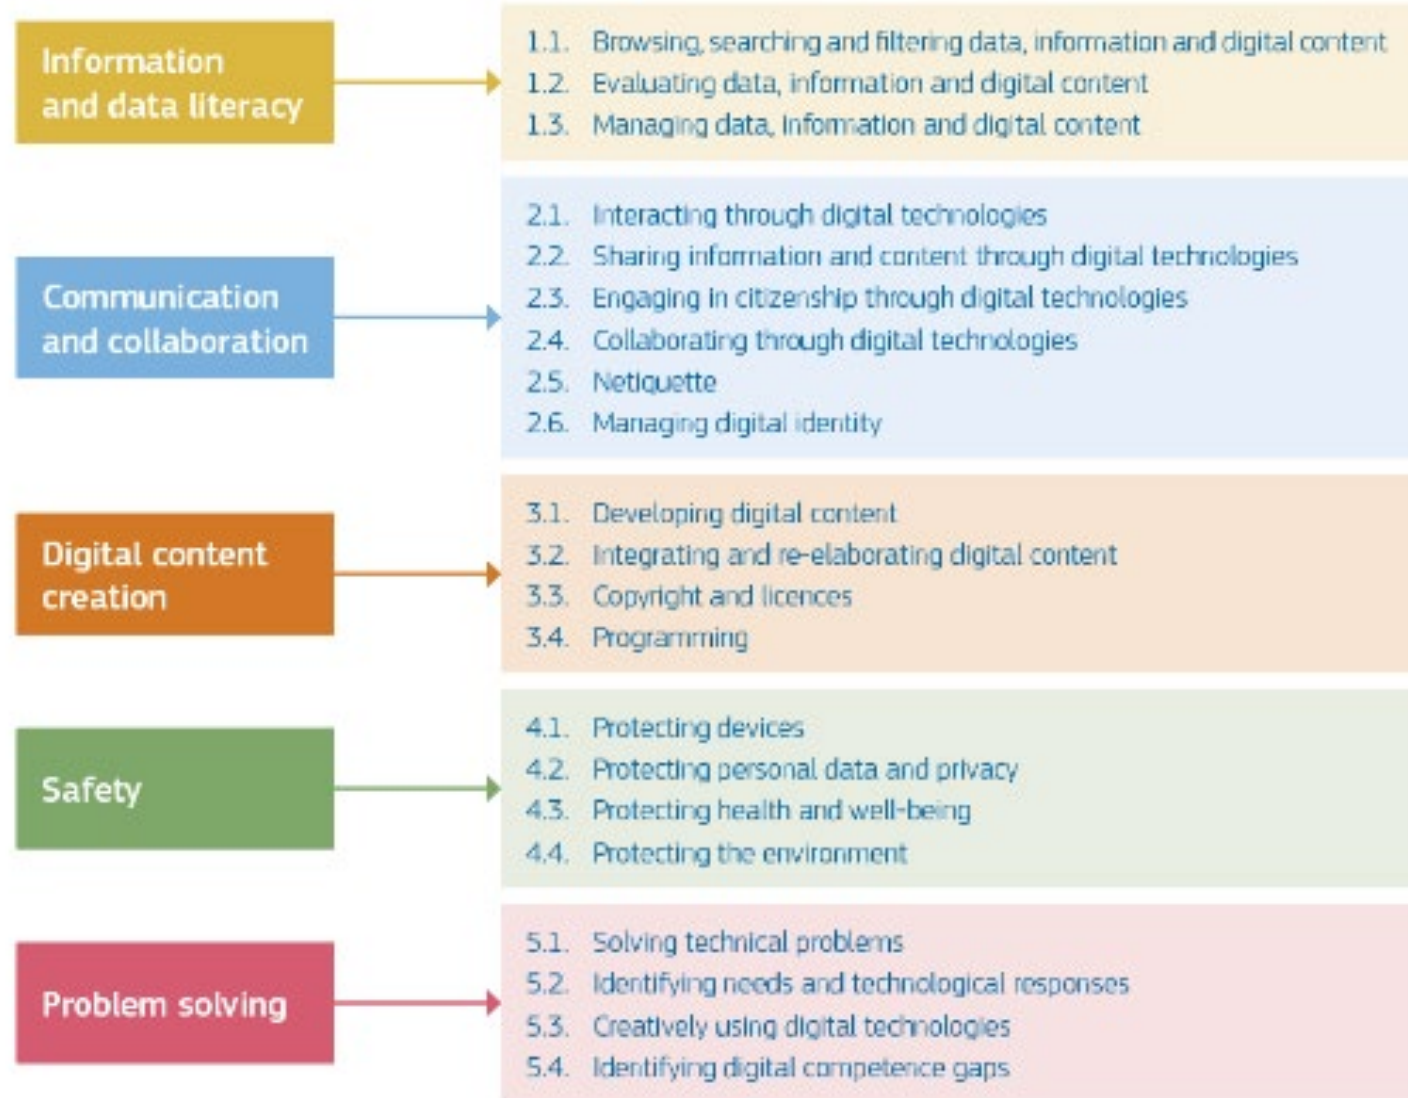 Information
and data literacy
1.1. Browsing, searching and filtering data, information and digital content
1.2. Evaluating data, information and digital content
1.3. Managing data, information and digital content
Communication
and collaboration
2.1. Interacting through digital technologies
2.2. Sharing information and content through digital technologies
2.3. Engaging in citizenship through digital technologies
2.4. Collaborating through digital technologies
2.5. Netiquette
2.6. Managing digital identity
Digital content
creation
3.1. Developing digital content
3.2. Integrating and re-elaborating digital content
3.3. Copyright and licences
3.4. Programming
Safety
4.1. Protecting devices
4.2. Protecting personal data and privacy
4.3. Protecting health and well-being
4.4. Protecting the environment
Problem solving
5.1. Solving technical problems
5.2. Identifying needs and technological responses
5.3. Creatively using digital technologies
5.4. Identifying digital competence gaps